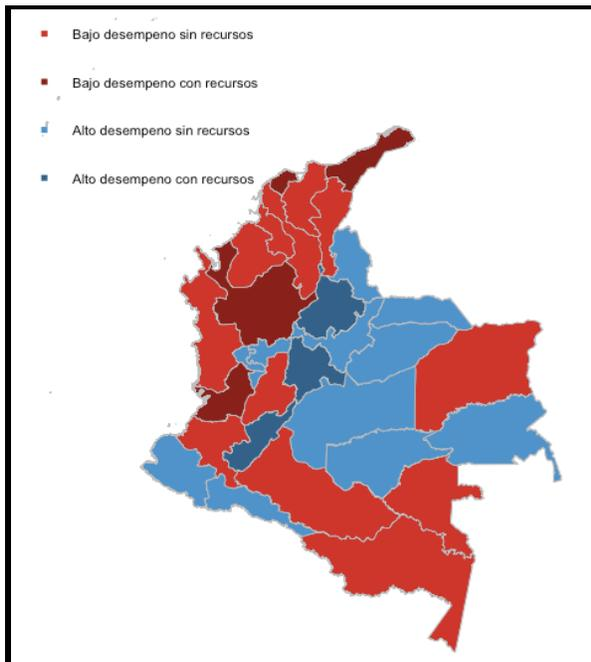 Bajo desempeno sin recursos
Bajo desempeno con recursos
Alto desempeno sin recursos
Alto desempeno con recursos